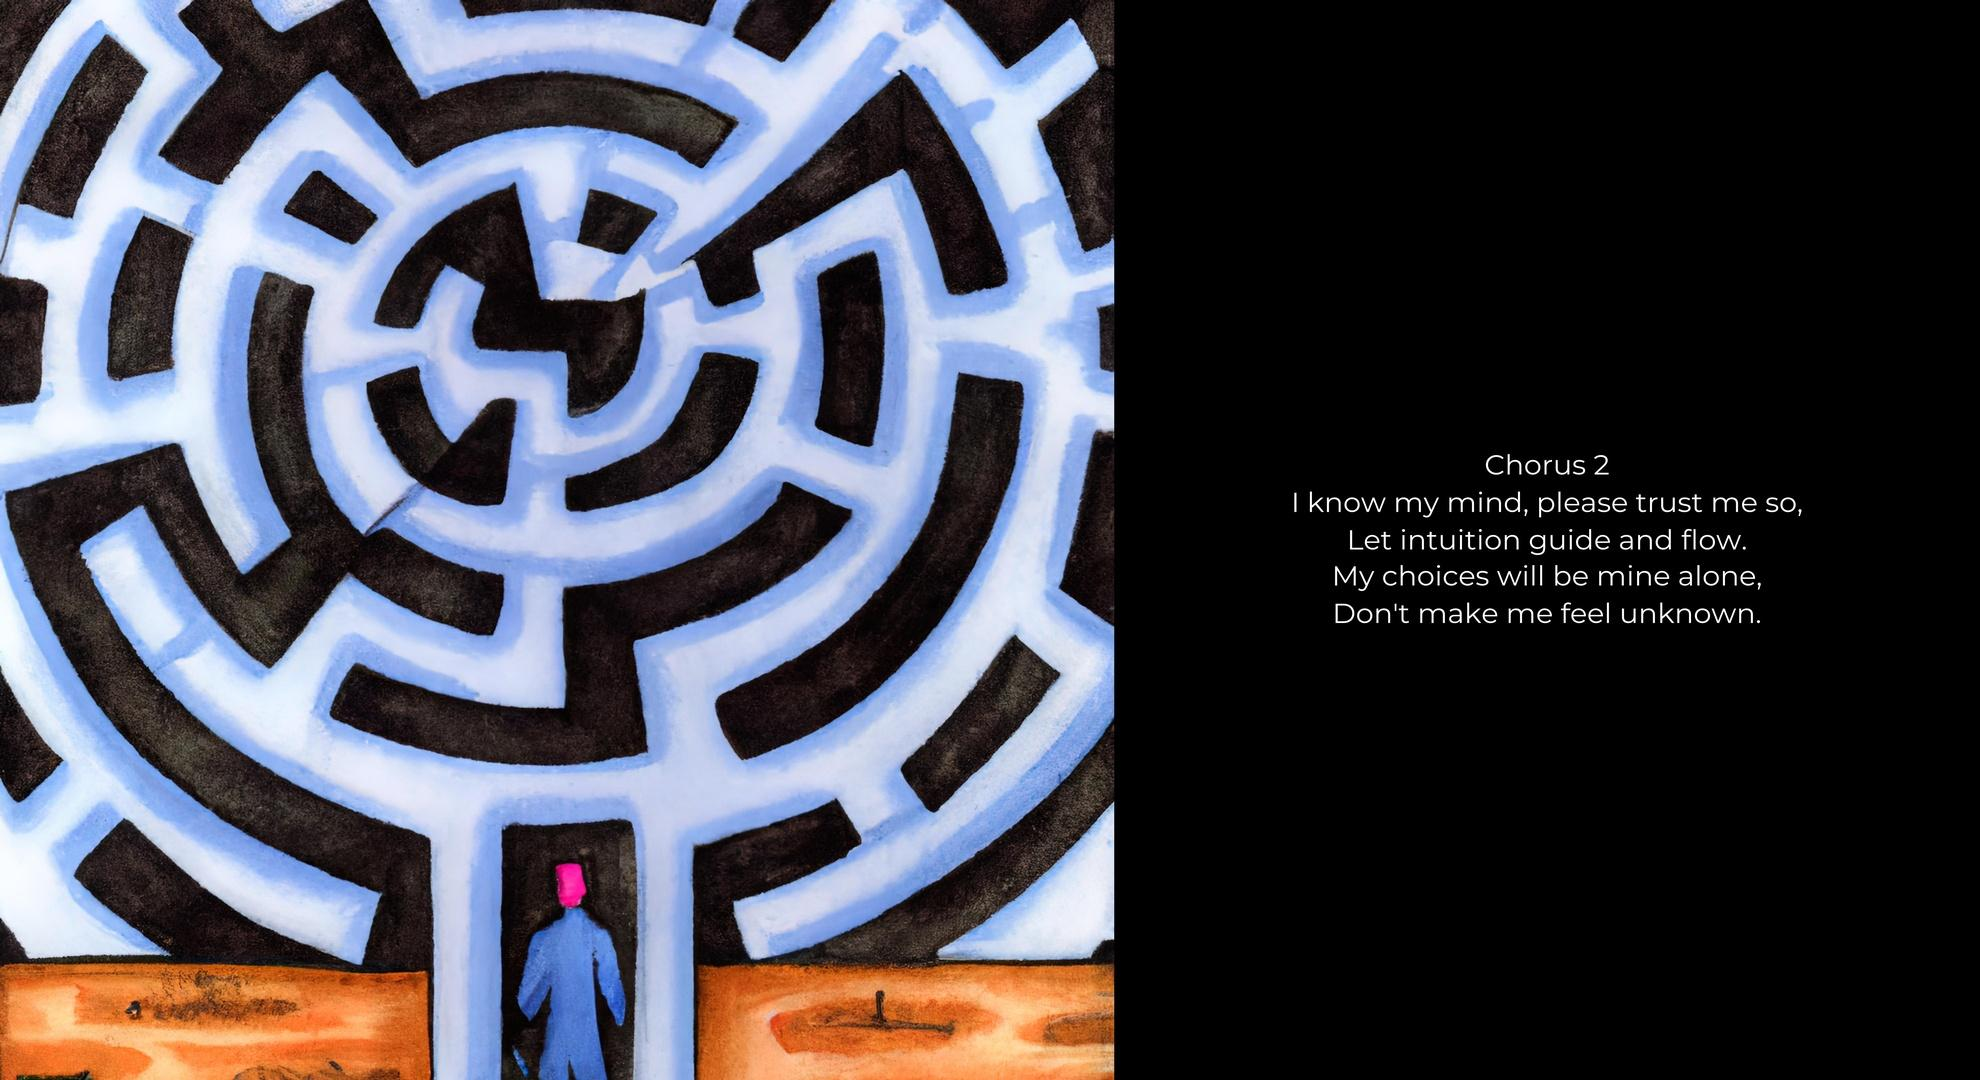 Chorus 2
I know my mind, please trust me so,
Let intuition guide and flow.
My choices will be mine alone,
Don't make me feel unknown.